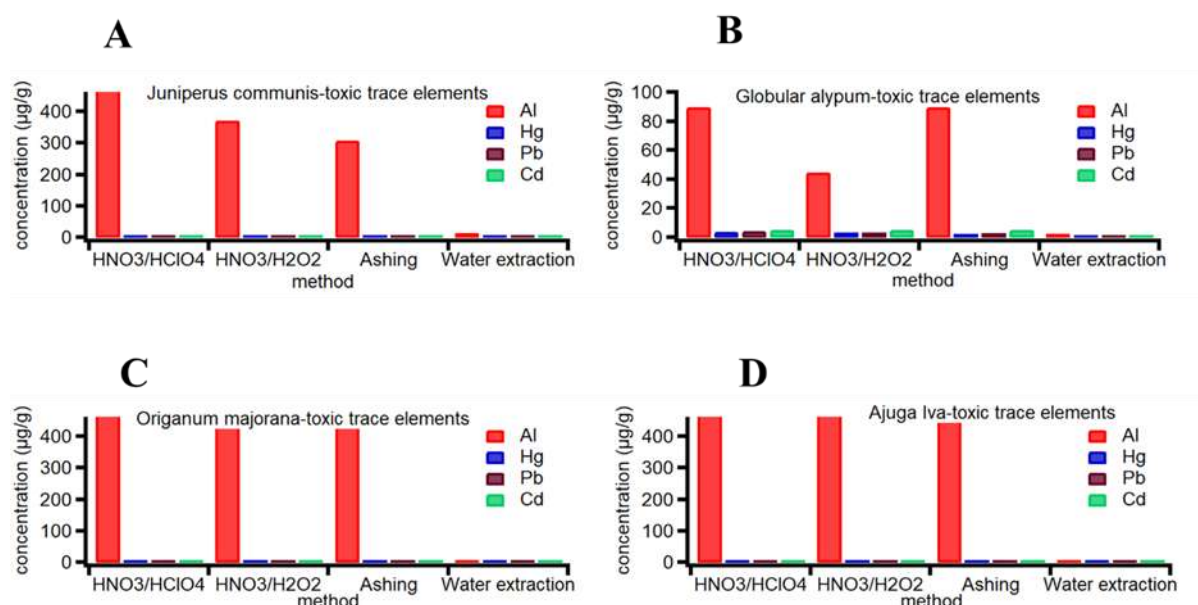 A
Juniperus communis-toxic trace elements
concentration (µg/g)
400
300
200
100
0
Al
Hg
Pb
Cd
HNO3/HClO4 HNO3/H2O2 Ashing Water extraction
method
B
Globular alypum-toxic trace elements
concentration (µg/g)
100
80
60
40
20
0
Al
Hg
Pb
Cd
HNO3/HClO4 HNO3/H2O2 Ashing Water extraction
method
C
Origanum majorana-toxic trace elements
concentration (µg/g)
400
300
200
100
0
Al
Hg
Pb
Cd
HNO3/HClO4 HNO3/H2O2 Ashing Water extraction
method
D
Ajuga Iva-toxic trace elements
concentration (µg/g)
400
300
200
100
0
Al
Hg
Pb
Cd
HNO3/HClO4 HNO3/H2O2 Ashing Water extraction
method